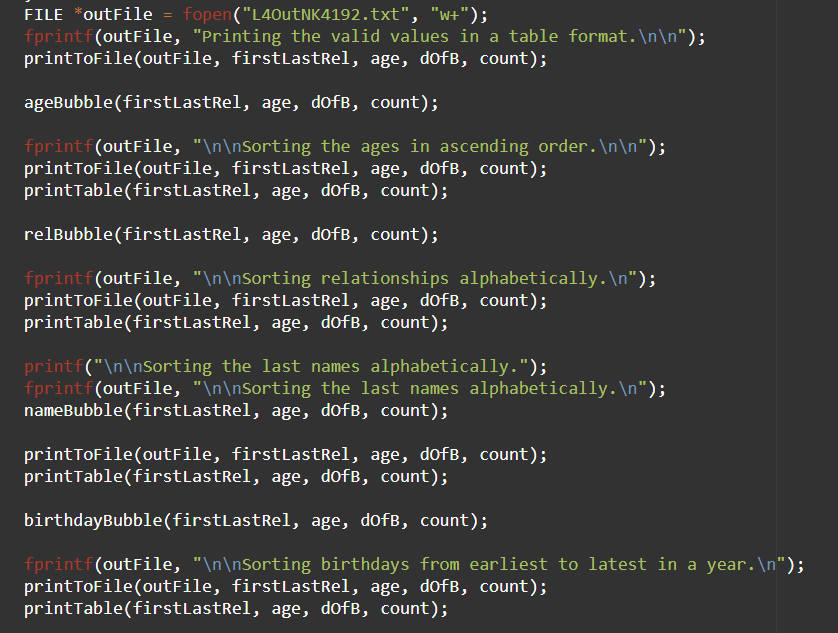 FILE *outFile = fopen("L4OutNK4192.txt", "w+");
fprintf(outFile, "Printing the valid values in a table format.\n\n");
printToFile(outFile, firstLastRel, age, dOfB, count);
ageBubble(firstLastRel, age, dOfB, count);
fprintf(outFile, "\n\nSorting the ages in ascending order.\n\n");
printToFile(outFile, firstLastRel, age, dOfB, count);
printTable(firstLastRel, age, dOfB, count);
relBubble(firstLastRel, age, dOfB, count);
fprintf(outFile, "\n\nSorting relationships alphabetically.\n");
printToFile(outFile, firstLastRel, age, dOfB, count);
printTable(firstLastRel, age, dOfB, count);
printf("\n\nSorting the last names alphabetically.");
fprintf(outFile, "\n\nSorting the last names alphabetically.\n");
nameBubble(firstLastRel, age, dOfB, count);
printToFile(outFile, firstLastRel, age, dOfB, count);
printTable(firstLastRel, age, dOfB, count);
birthdayBubble(firstLastRel, age, dOfB, count);
fprintf(outFile, "\n\nSorting birthdays from earliest to latest in a year.\n");
printToFile(outFile, firstLastRel, age, dOfB, count);
printTable(firstLastRel, age, dOfB, count);